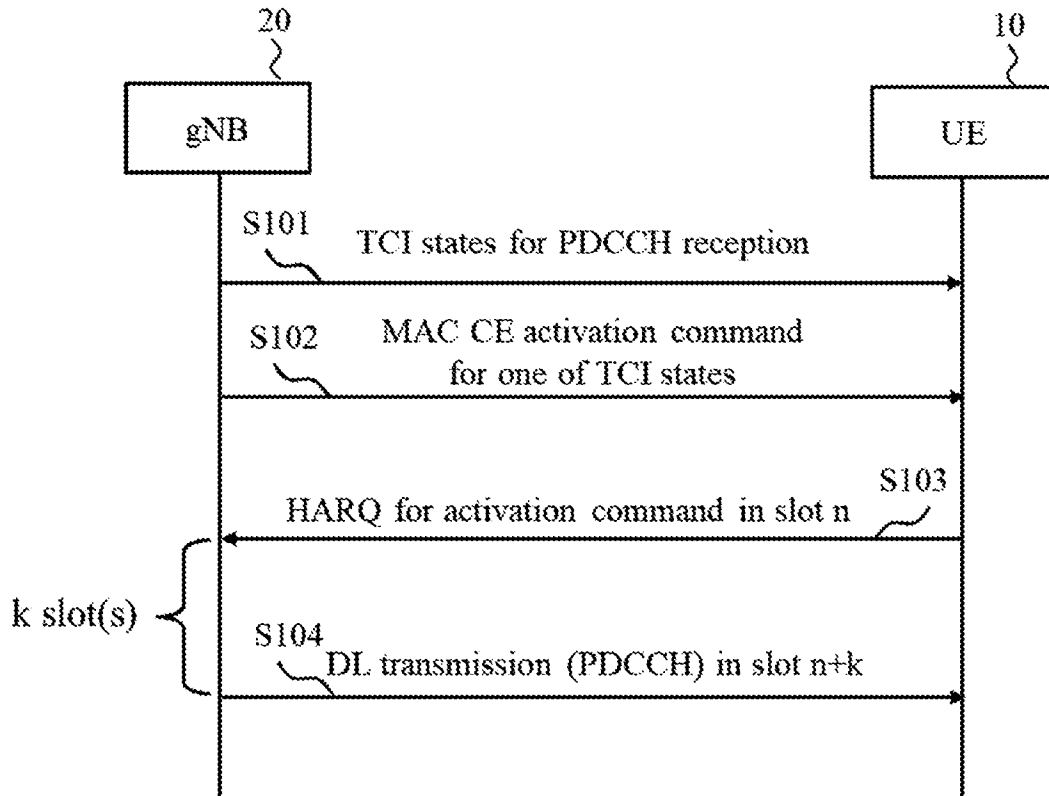 20
10
gNB
UE
S101
TCI states for PDCCH reception
S102
MAC CE activation command
for one of TCI states
S103
HARQ for activation command in slot n
k slot(s)
S104
DL transmission (PDCCH) in slot n+k